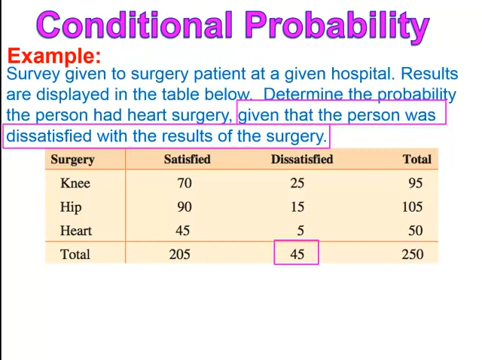 Conditional Probability
Example:
Survey given to surgery patient at a given hospital. Results
are displayed in the table below. Determine the probability
the person had heart surgery, given that the person was
dissatisfied with the results of the surgery.
Surgery Satisfied Dissatisfied Total
Knee 70 25 95
Hip 90 15 105
Heart 45 5 50
Total 205 45 250